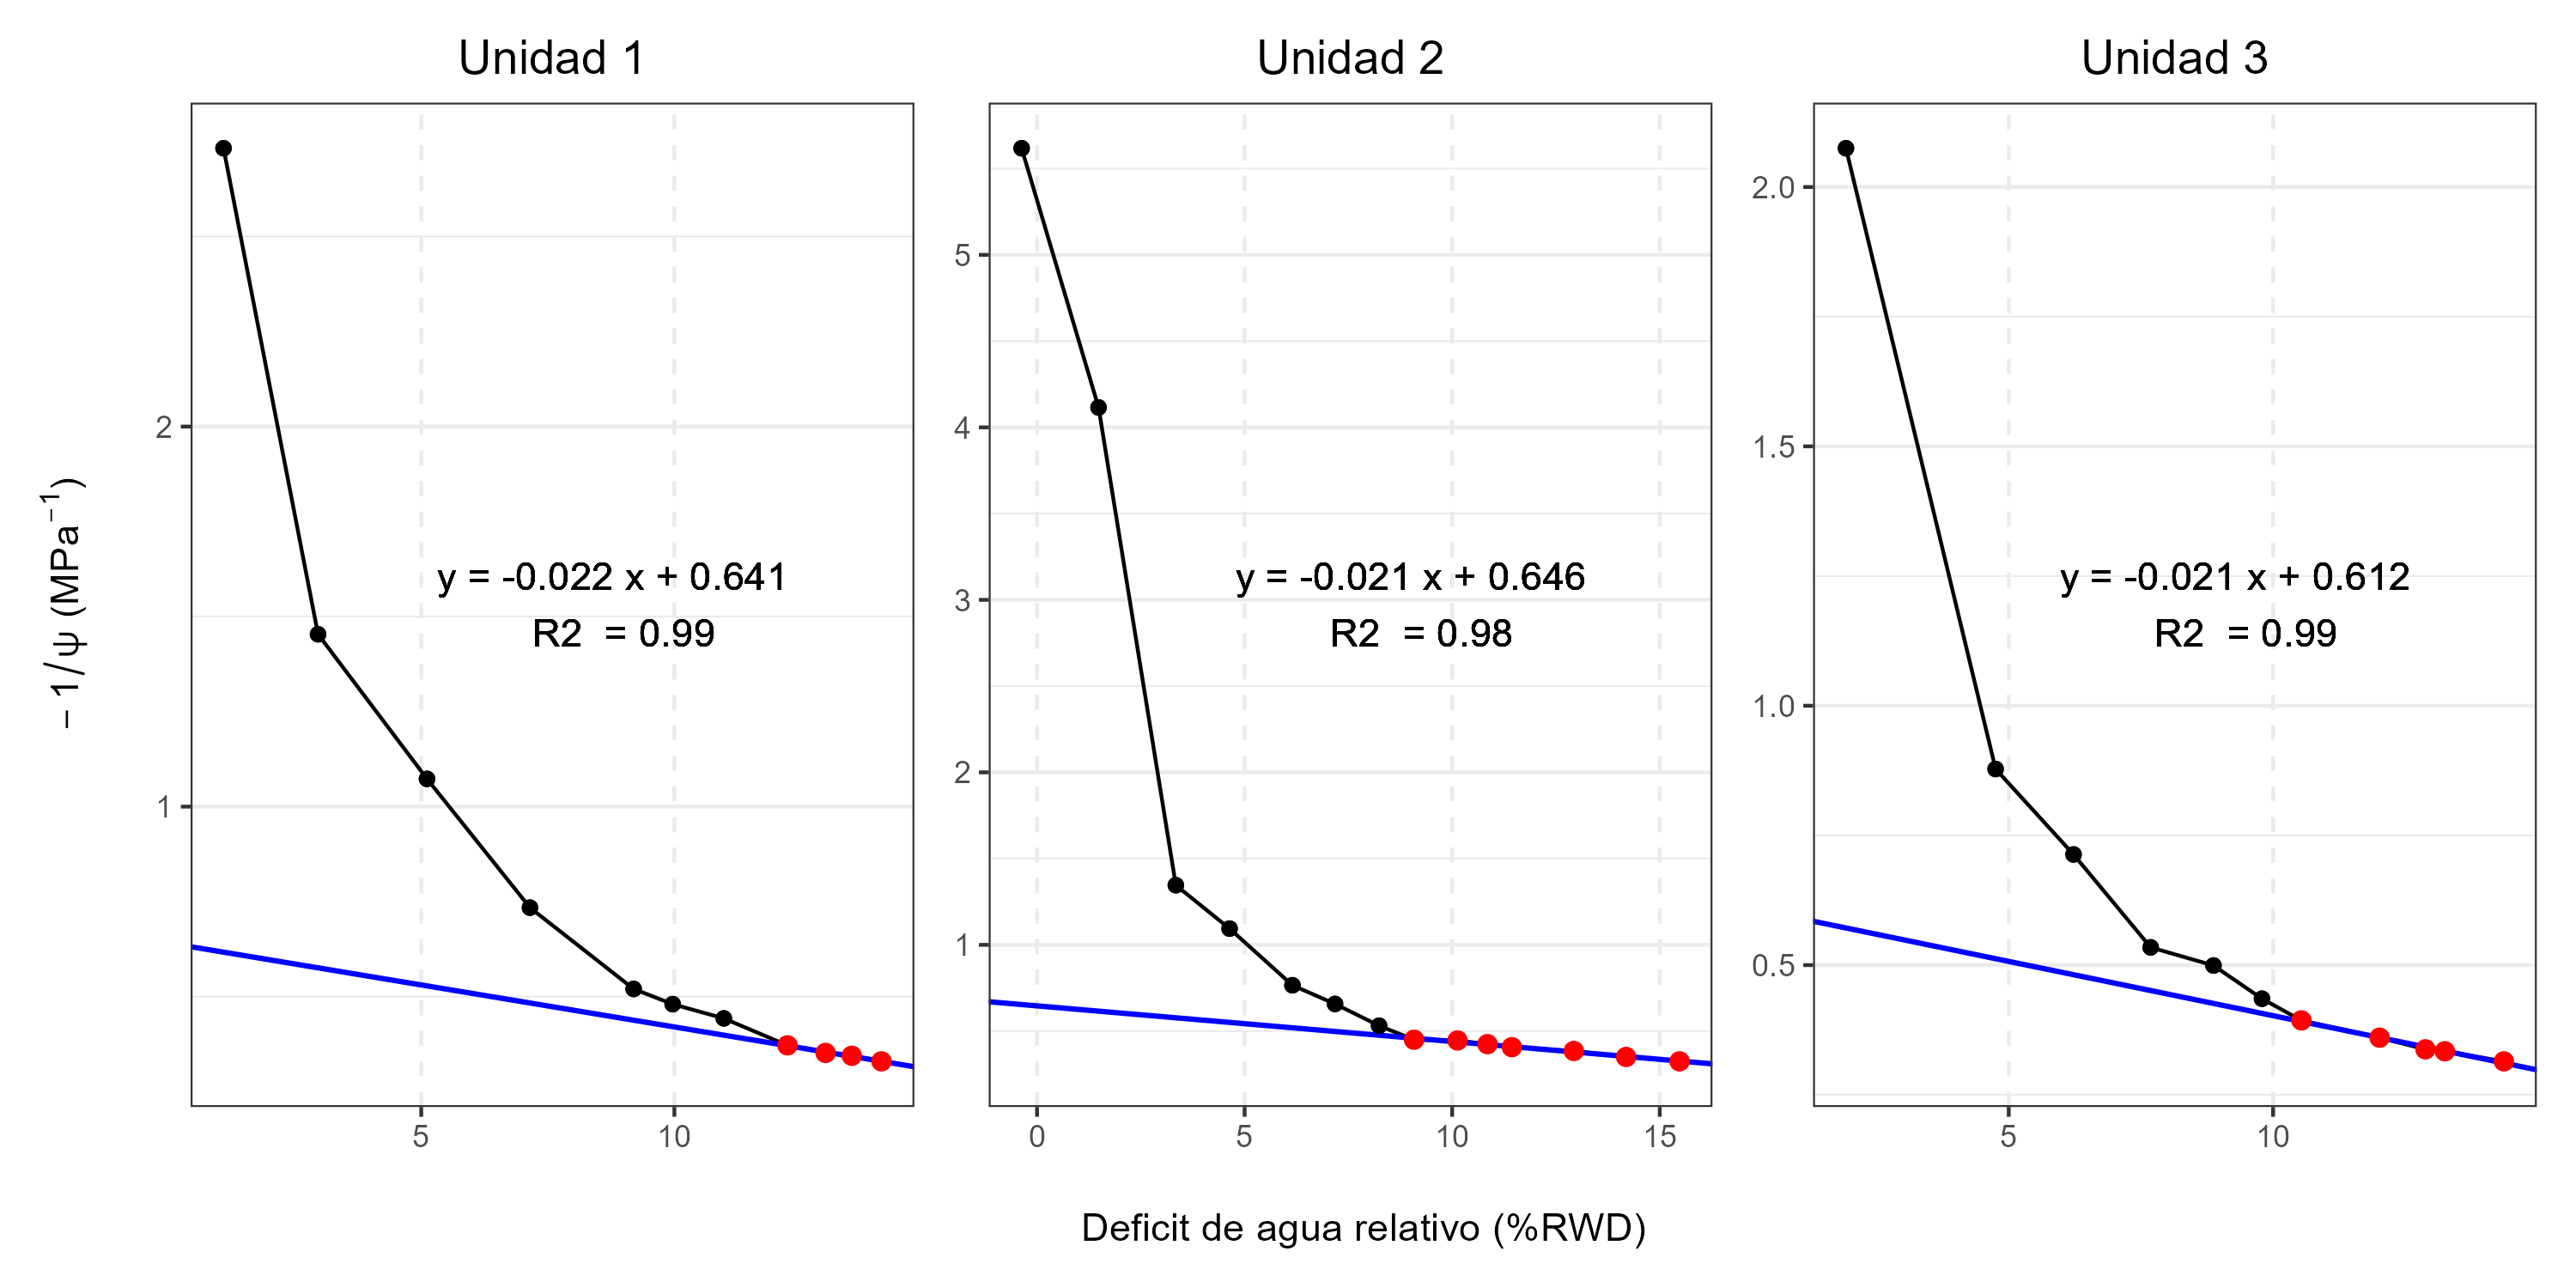 Unidad 1
Unidad 2
Unidad 3
− 1/ψ (MPa⁻¹)
2
1
y = -0.022 x + 0.641
R2  = 0.99
5
10
5
4
3
2
1
y = -0.021 x + 0.646
R2  = 0.98
0
5
10
15
2.0
1.5
1.0
0.5
y = -0.021 x + 0.612
R2  = 0.99
5
10
Deficit de agua relativo (%RWD)